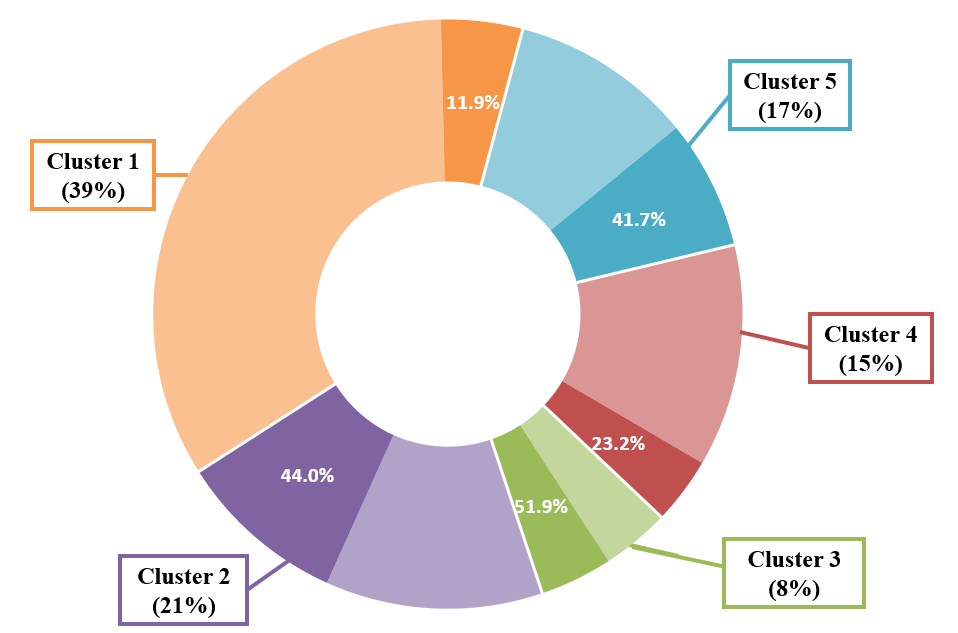 11.9%
Cluster 5
(17%)
Cluster 1
(39%)
41.7%
Cluster 4
(15%)
23.2%
44.0%
51.9%
Cluster 3
(8%)
Cluster 2
(21%)